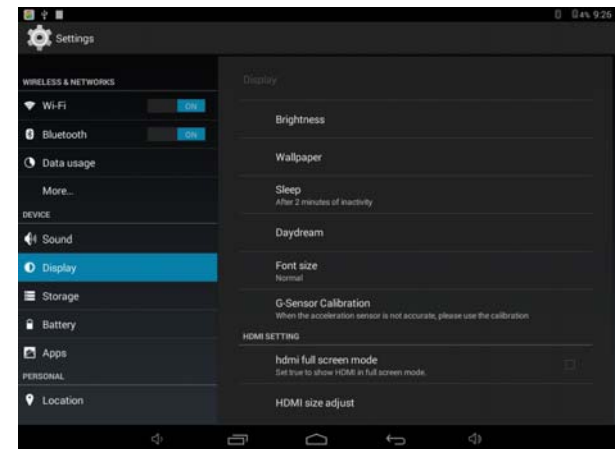 4% 9:26
Settings
WIRELESS & NETWORKS
Wi-Fi
ON
Bluetooth
ON
Data usage
More...
DEVICE
Sound
Display
Storage
Battery
Apps
PERSONAL
Location
Display
Brightness
Wallpaper
Sleep
After 2 minutes of inactivity
Daydream
Font size
Normal
G-Sensor Calibration
When the acceleration sensor is not accurate, please use the calibration
HDMI SETTING
hdmi full screen mode
Set true to show HDMI in full screen mode.
HDMI size adjust